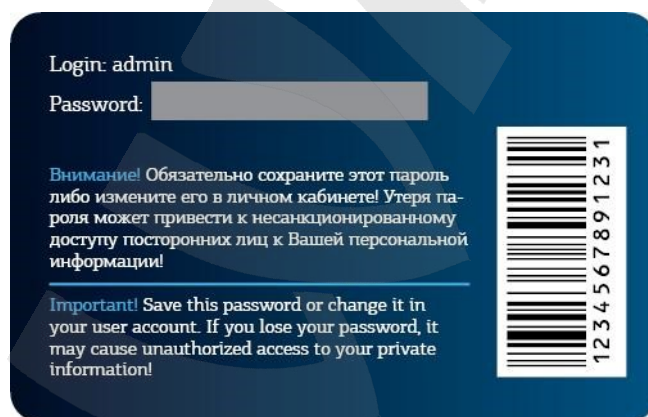 Login: admin
Password:
Внимание! Обязательно сохраните этот пароль
либо измените его в личном кабинете! Утеря па-
роля может привести к несанкционированному
доступу посторонних лиц к Вашей персональной
информации!
Important! Save this password or change it in
your user account. If you lose your password, it
may cause unauthorized access to your private
information!
1234567891231